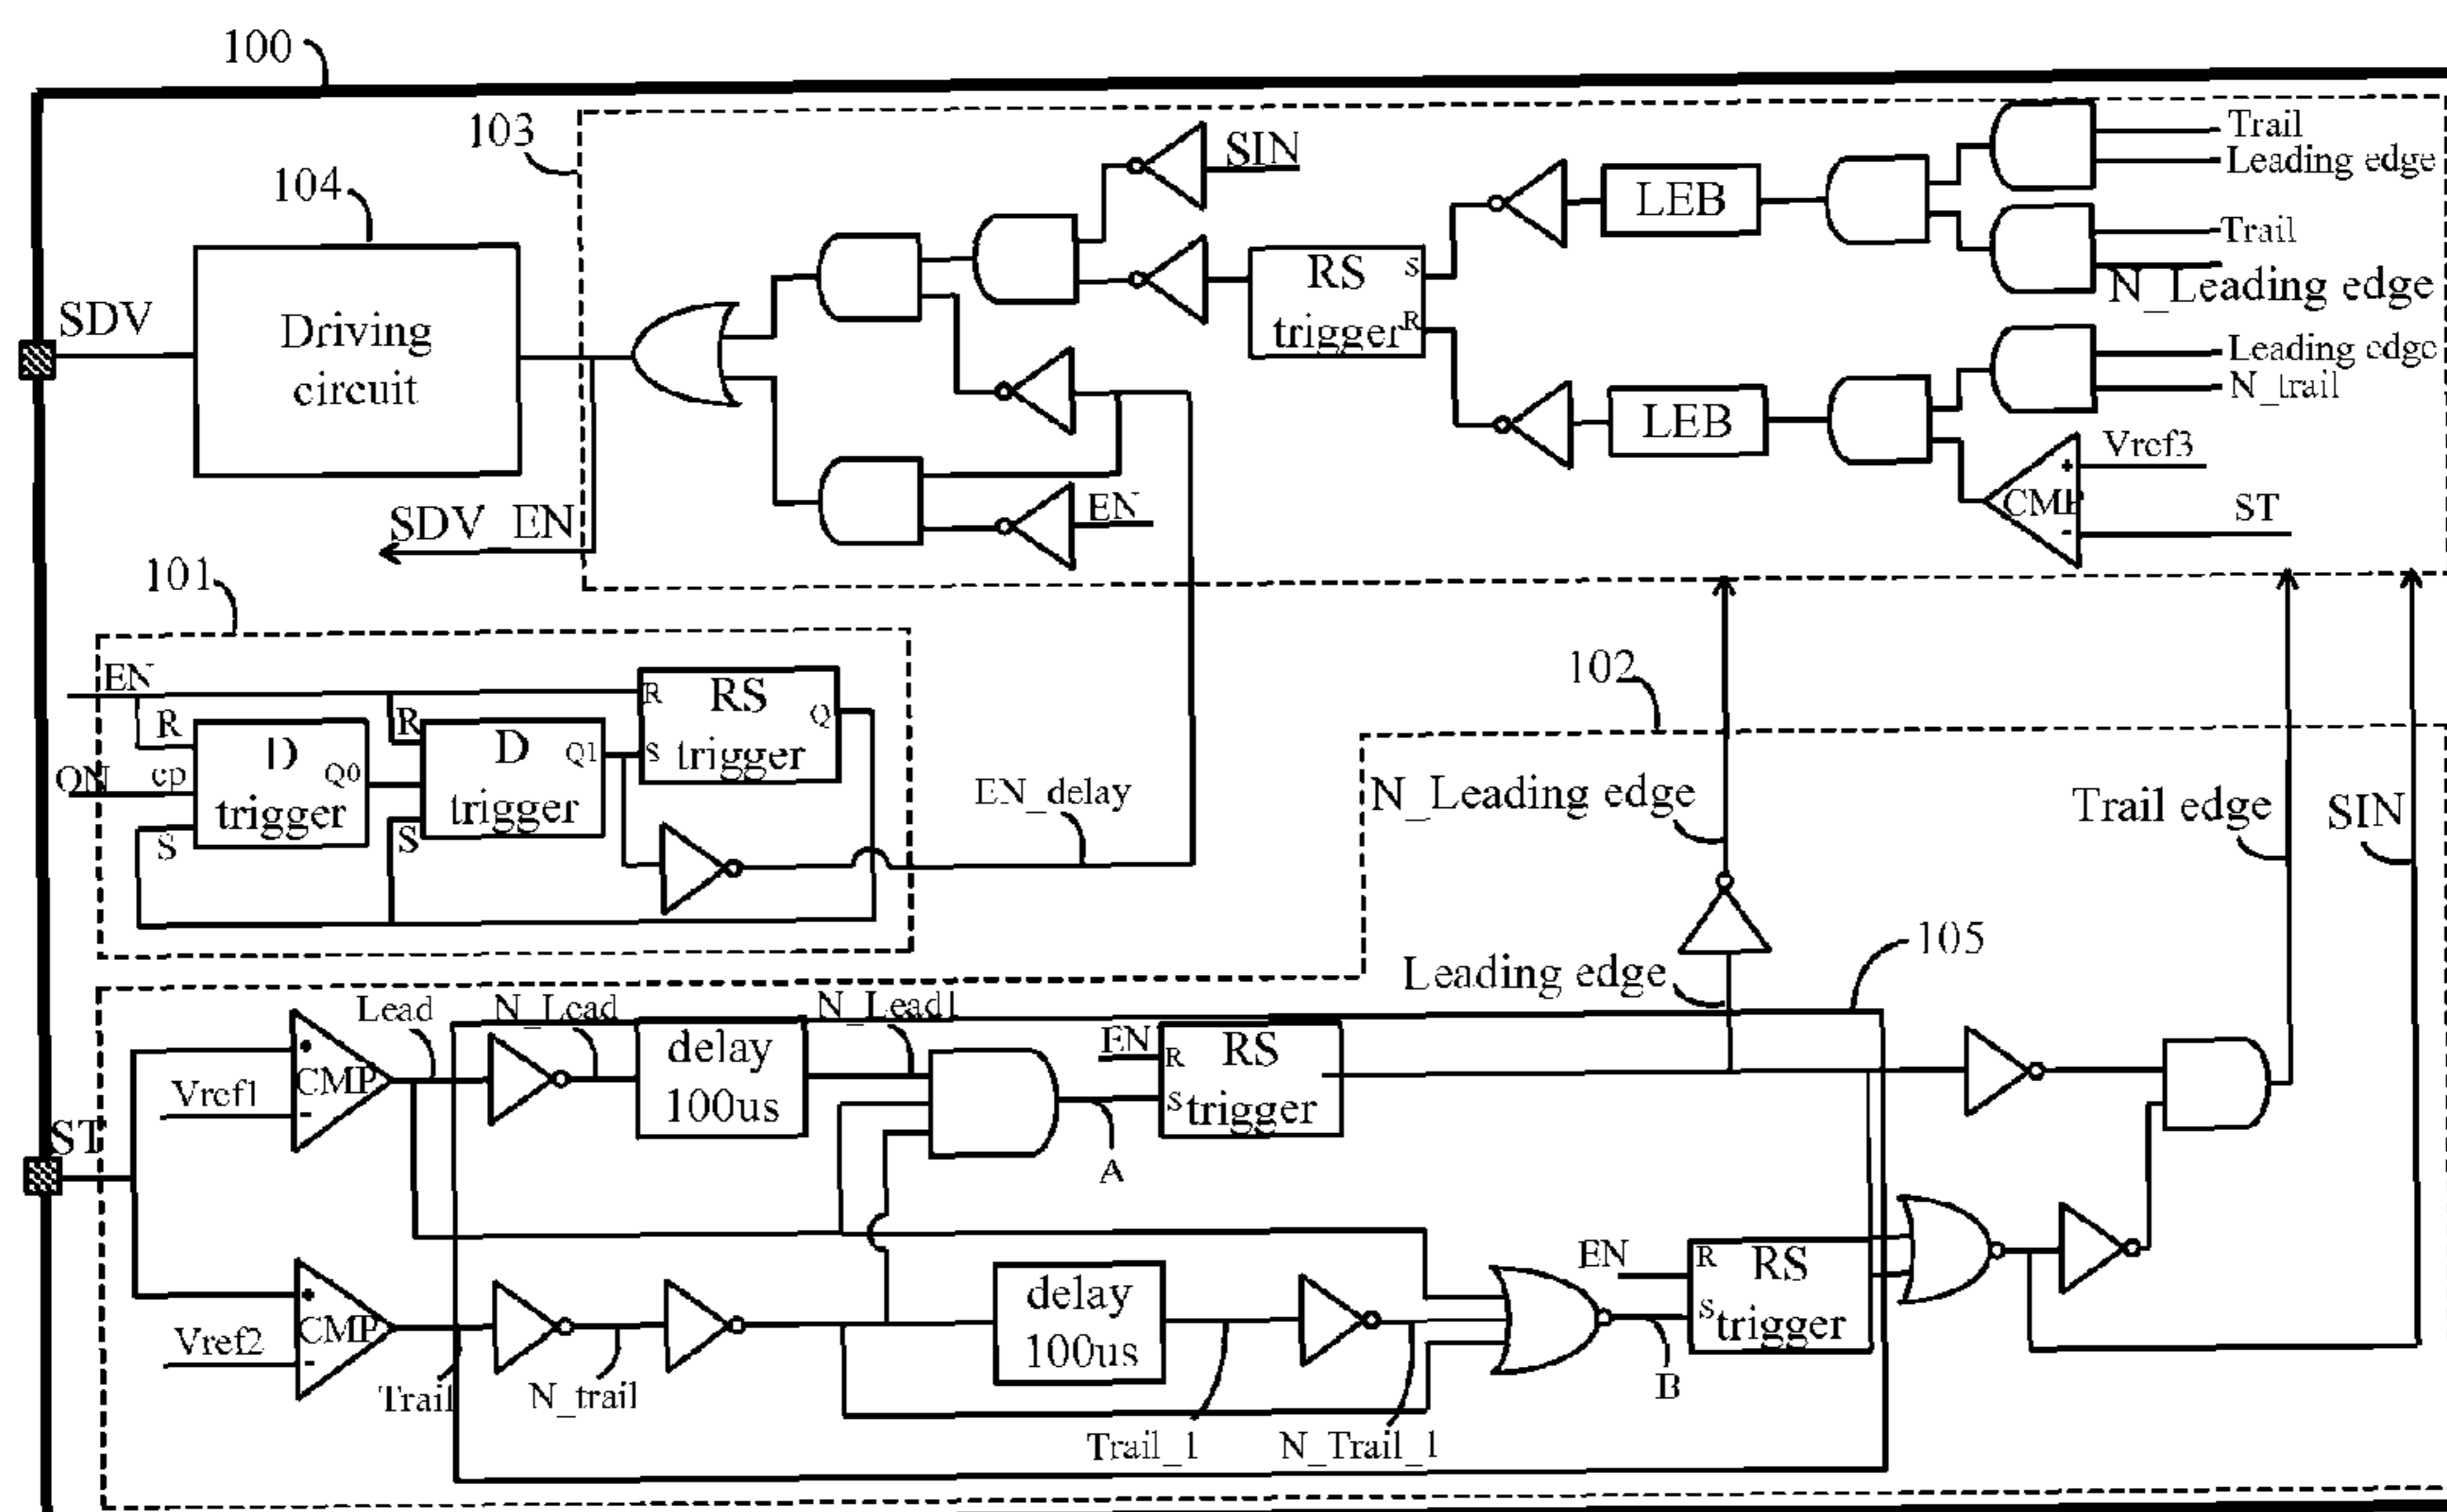 100
103
SIN
Trail
Leading edge
104
LEB
Trail
RS
trigger
S
R
N_Leading edge
SDV
Driving
circuit
Leading edge
N_trail
LEB
Vref3
+
CMP
-
ST
EN
SDV EN
101
EN
R
D
trigger
cp
Q0
ON
S
R
D
trigger
Q1
S
R
RS
trigger
Q
S
EN_delay
102
N_Leading edge
Trail edge
SIN
Leading edge
105
Lead
N_Lead
N_Lead1
CMP
-
Vref1
delay
100us
EN
R
RS
trigger
S
A
ST
CMP
-
Vref2
Trail
N_trail
delay
100us
Trail_1
N_Trail_1
EN
R
RS
trigger
S
B